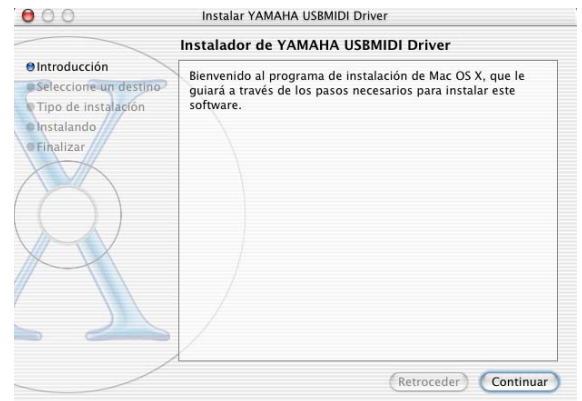 Instalar YAMAHA USBMIDI Driver
Instalador de YAMAHA USBMIDI Driver
Introducción
Seleccione un destino
Tipo de instalación
Instalando
Finalizar
Bienvenido al programa de instalación de Mac OS X, que le
guiará a través de los pasos necesarios para instalar este
software.
Retroceder
Continuar